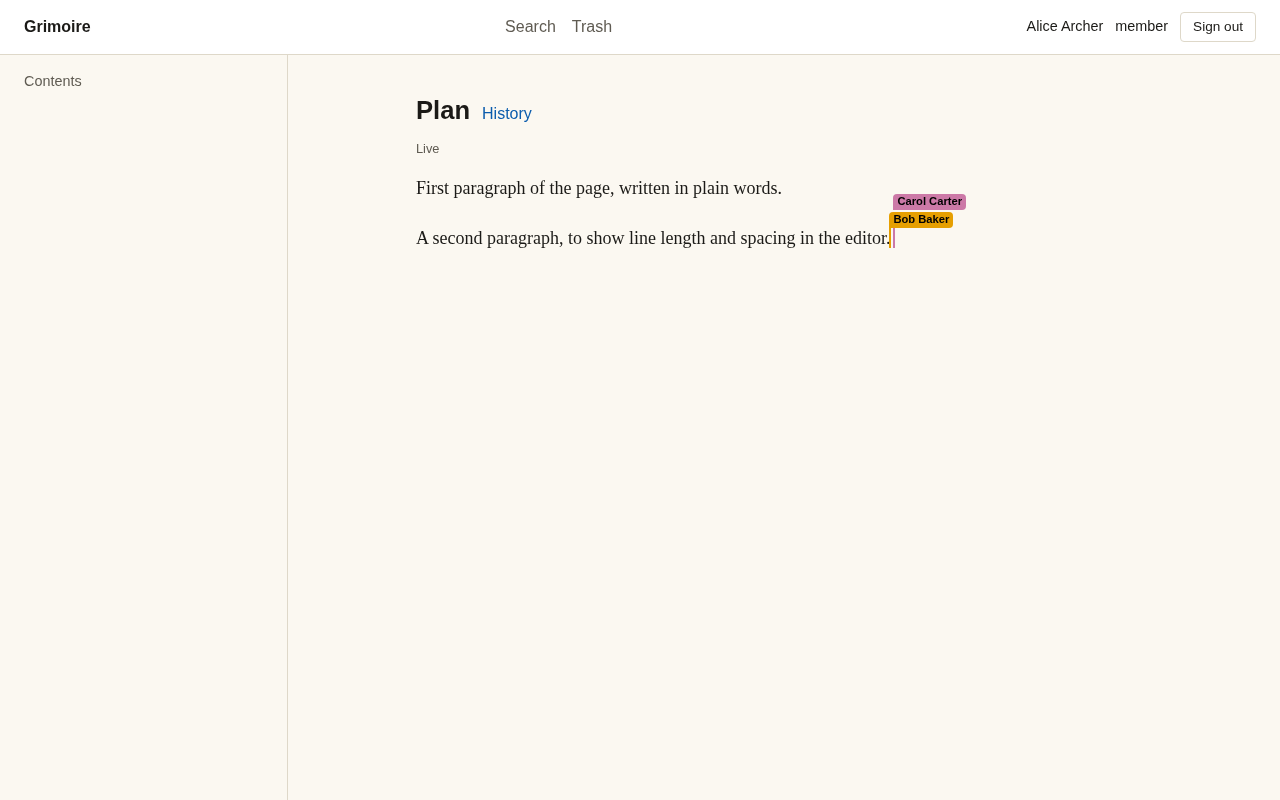 Grimoire
Search Trash
Alice Archer member Sign out
Contents
Plan History
Live
First paragraph of the page, written in plain words.
Carol Carter
Bob Baker
A second paragraph, to show line length and spacing in the editor.